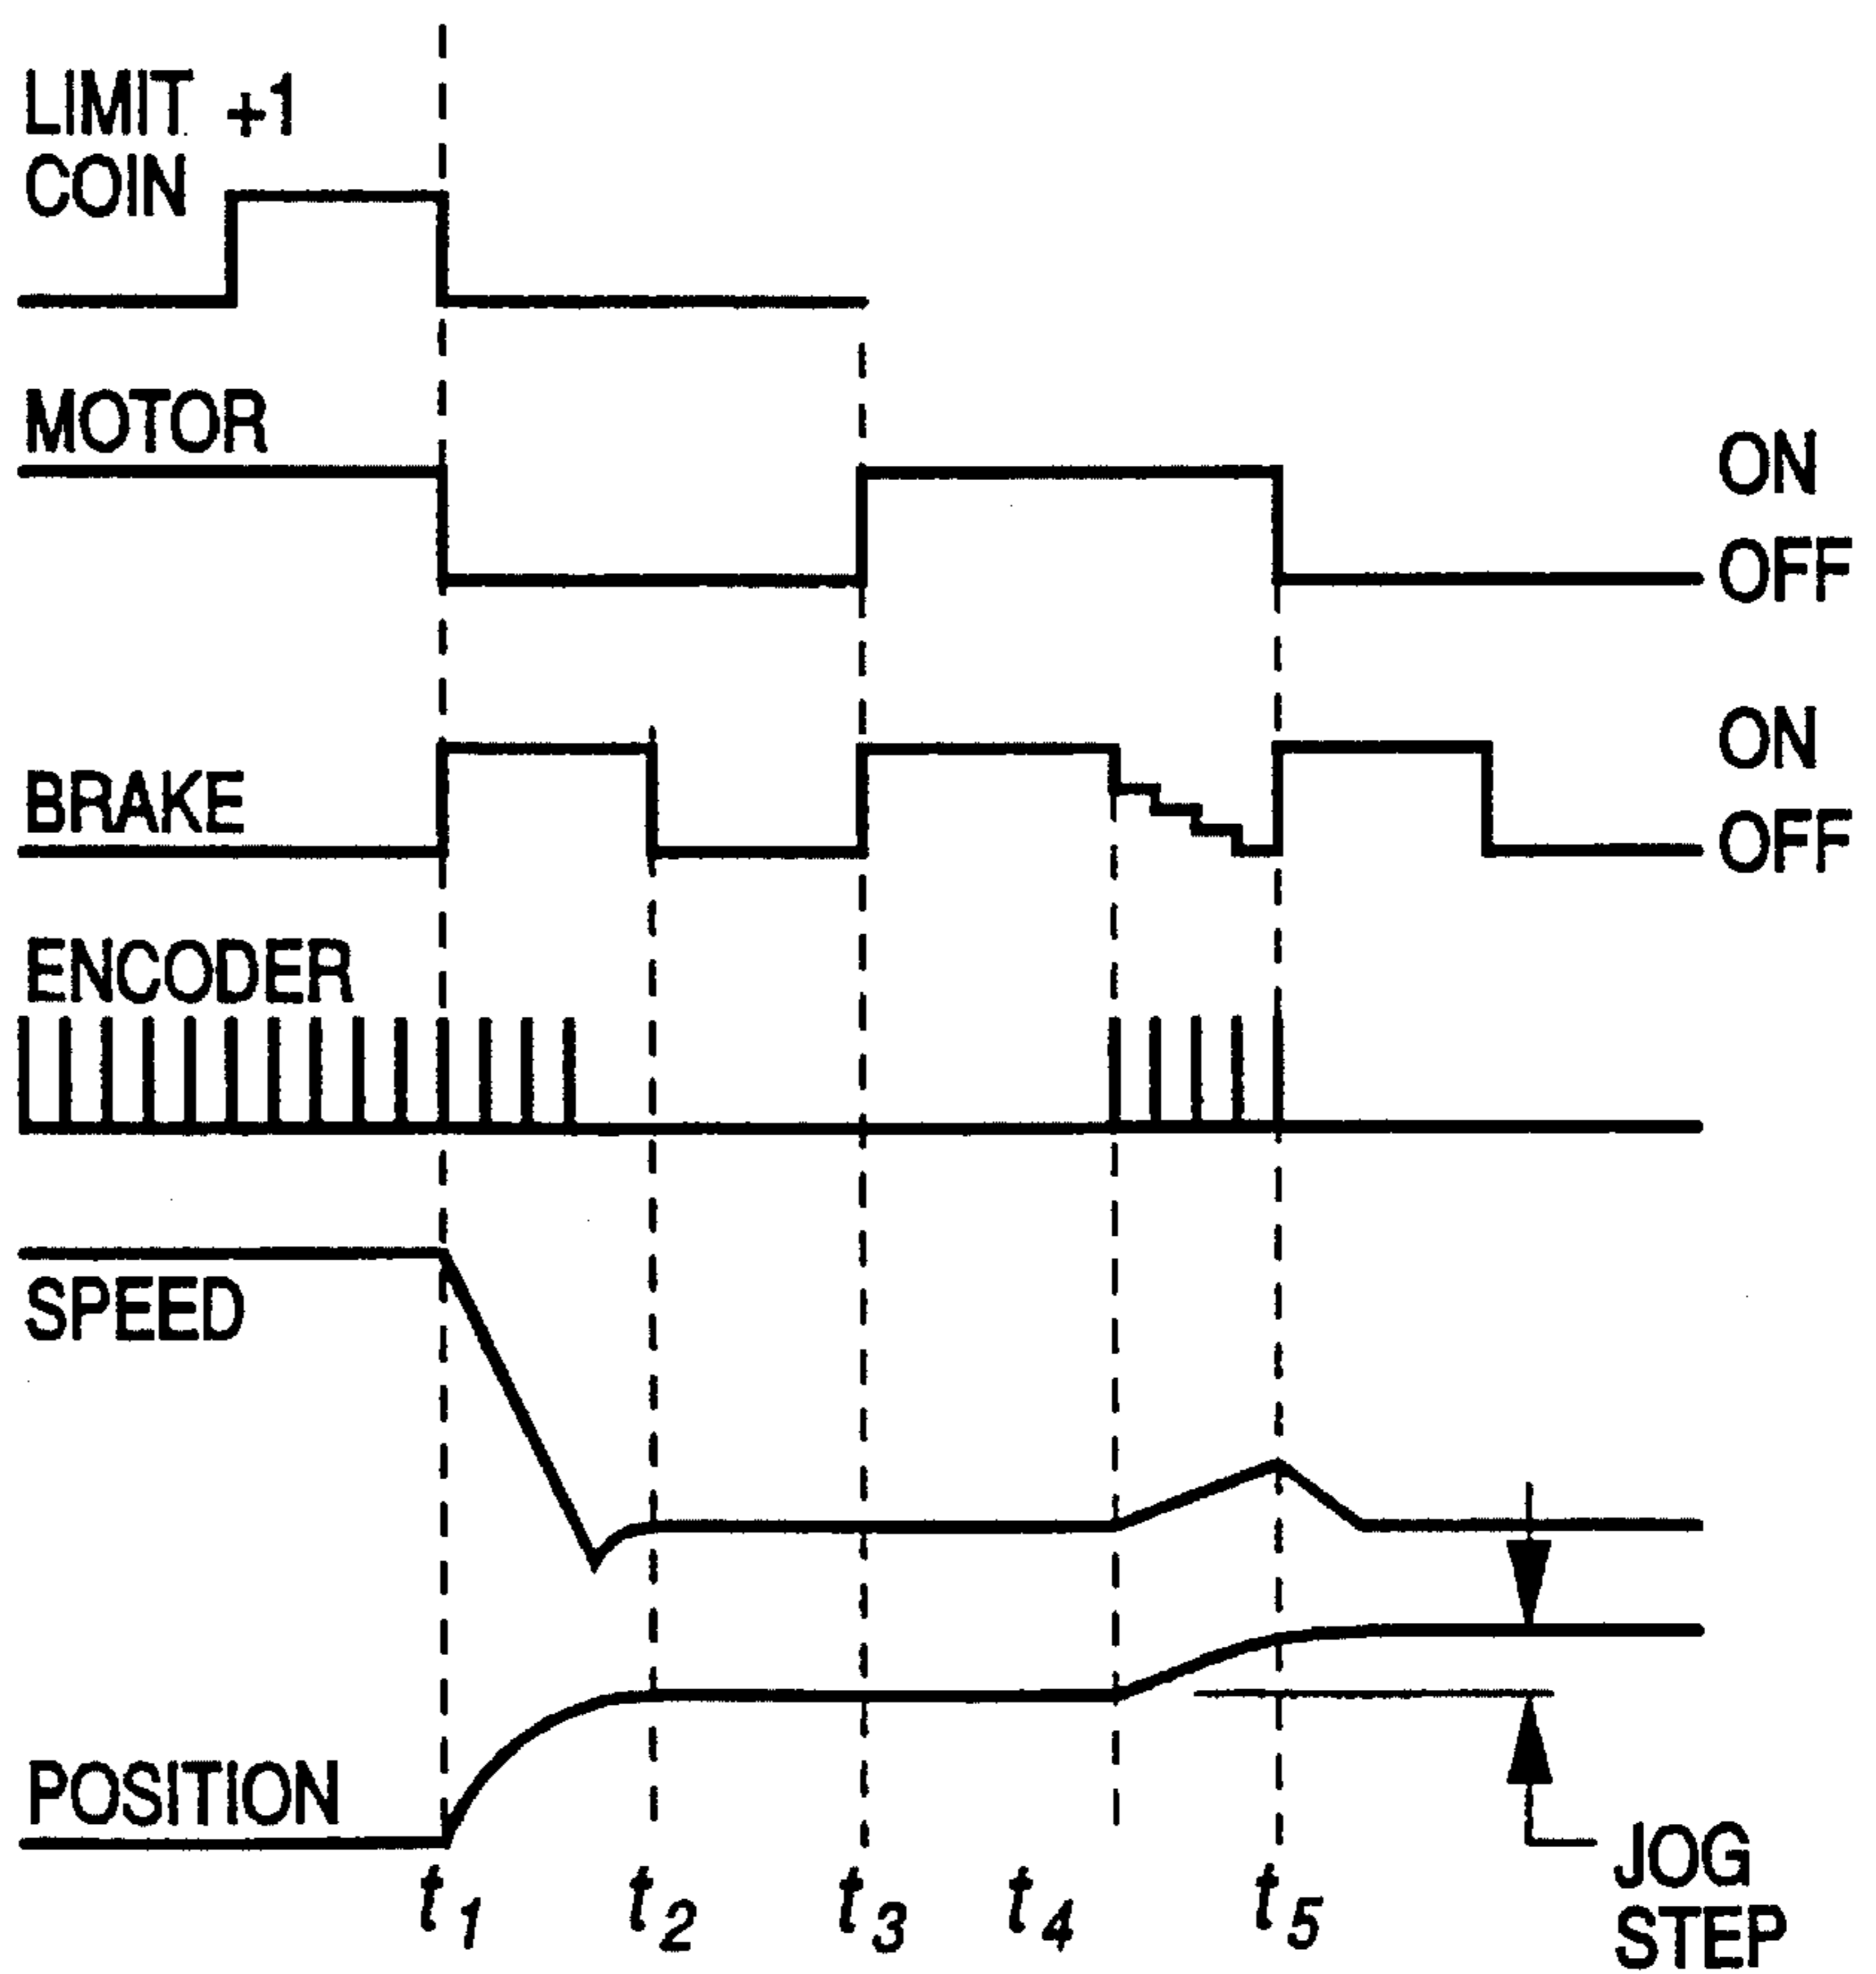 LIMIT +1
COIN
MOTOR
ON
OFF
BRAKE
ON
OFF
ENCODER
SPEED
POSITION
t1 t2 t3 t4 t5
JOG
STEP